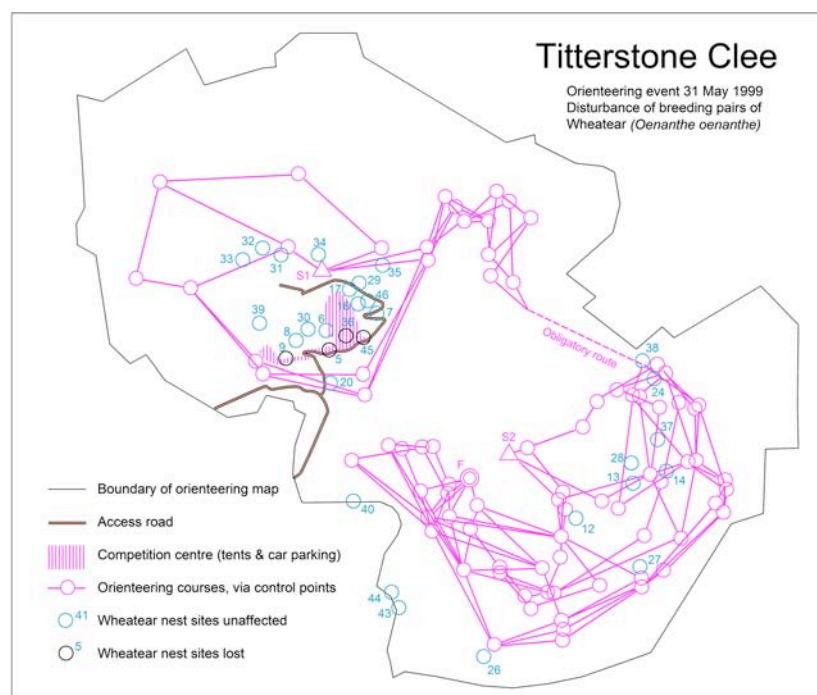 Titterstone Clee
Orienteering event 31 May 1999
Disturbance of breeding pairs of
Wheatear (Oenanthe oenanthe)
34
32
33
31
S1
35
29
17
46
16
7
39
30
6
36
8
9
5
45
20
Obligatory route
38
24
37
S2
28
F
13
14
40
12
27
44
43
26
Boundary of orienteering map
Access road
Competition centre (tents & car parking)
Orienteering courses, via control points
41 Wheatear nest sites unaffected
5 Wheatear nest sites lost